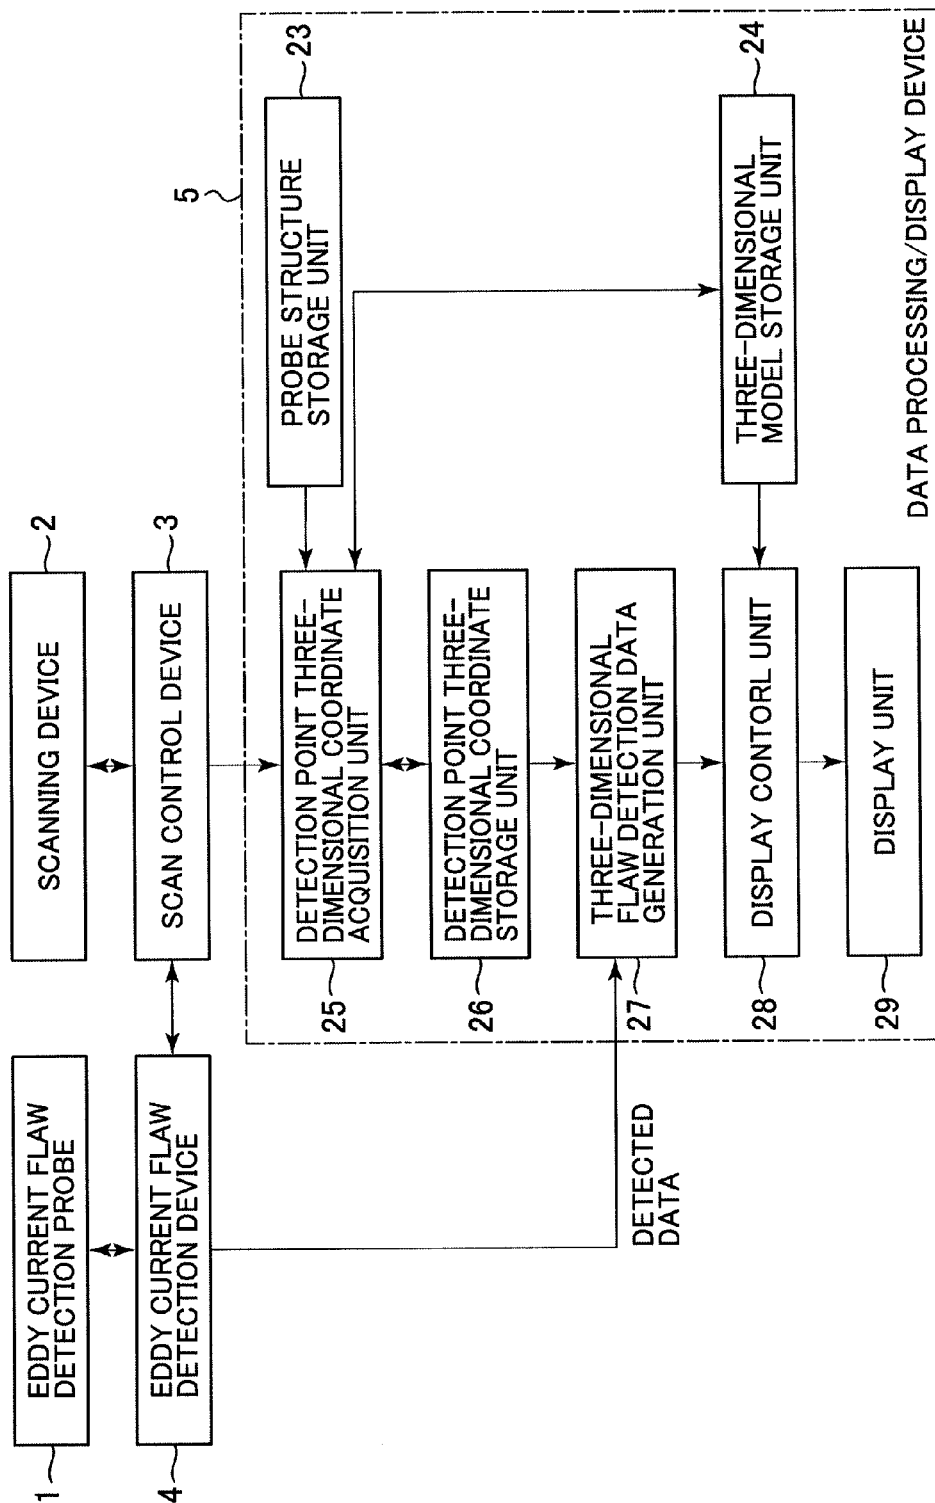 1
EDDY CURRENT FLAW
DETECTION PROBE
SCANNING DEVICE
2
4
EDDY CURRENT FLAW
DETECTION DEVICE
SCAN CONTROL DEVICE
3
5
25
DETECTION POINT THREE-
DIMENSIONAL COORDINATE
ACQUISITION UNIT
PROBE STRUCTURE
STORAGE UNIT
23
26
DETECTION POINT THREE-
DIMENSIONAL COORDINATE
STORAGE UNIT
DETECTED
DATA
27
THREE-DIMENSIONAL
FLAW DETECTION DATA
GENERATION UNIT
28
DISPLAY CONTORL UNIT
THREE-DIMENSIONAL
MODEL STORAGE UNIT
24
29
DISPLAY UNIT
DATA PROCESSING/DISPLAY DEVICE